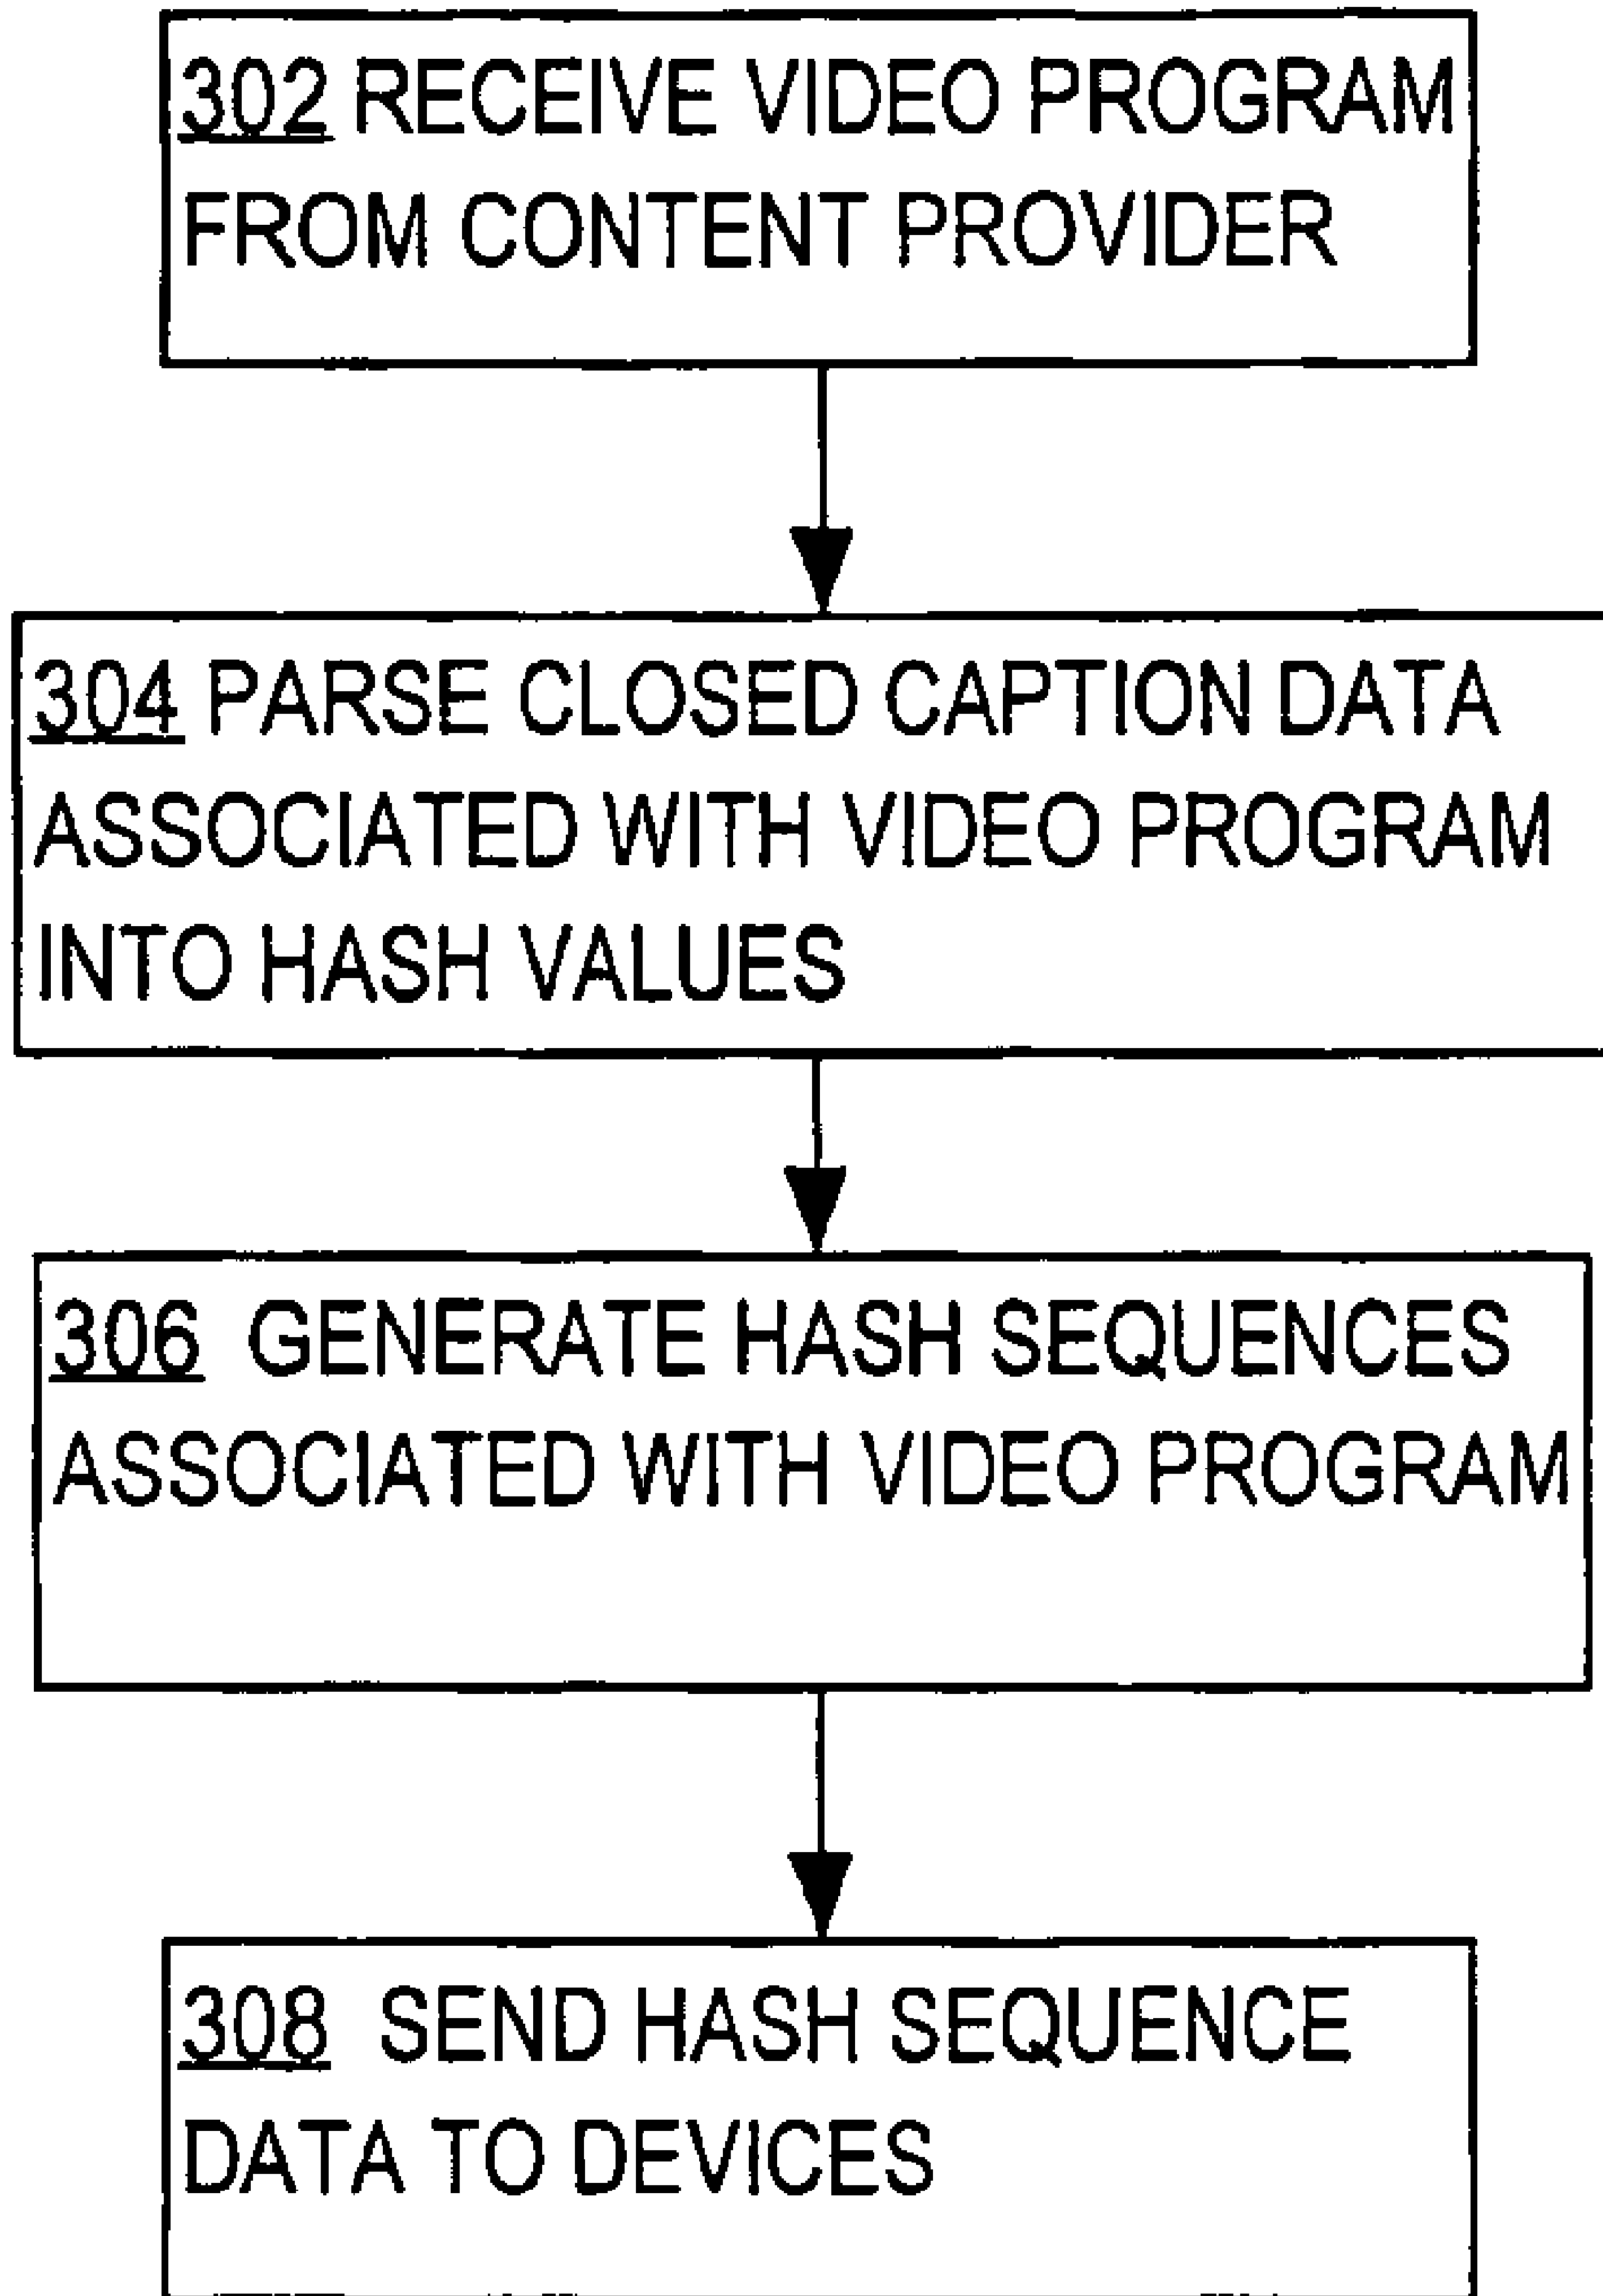 302 RECEIVE VIDEO PROGRAM
FROM CONTENT PROVIDER
304 PARSE CLOSED CAPTION DATA
ASSOCIATED WITH VIDEO PROGRAM
INTO HASH VALUES
306 GENERATE HASH SEQUENCES
ASSOCIATED WITH VIDEO PROGRAM
308 SEND HASH SEQUENCE
DATA TO DEVICES